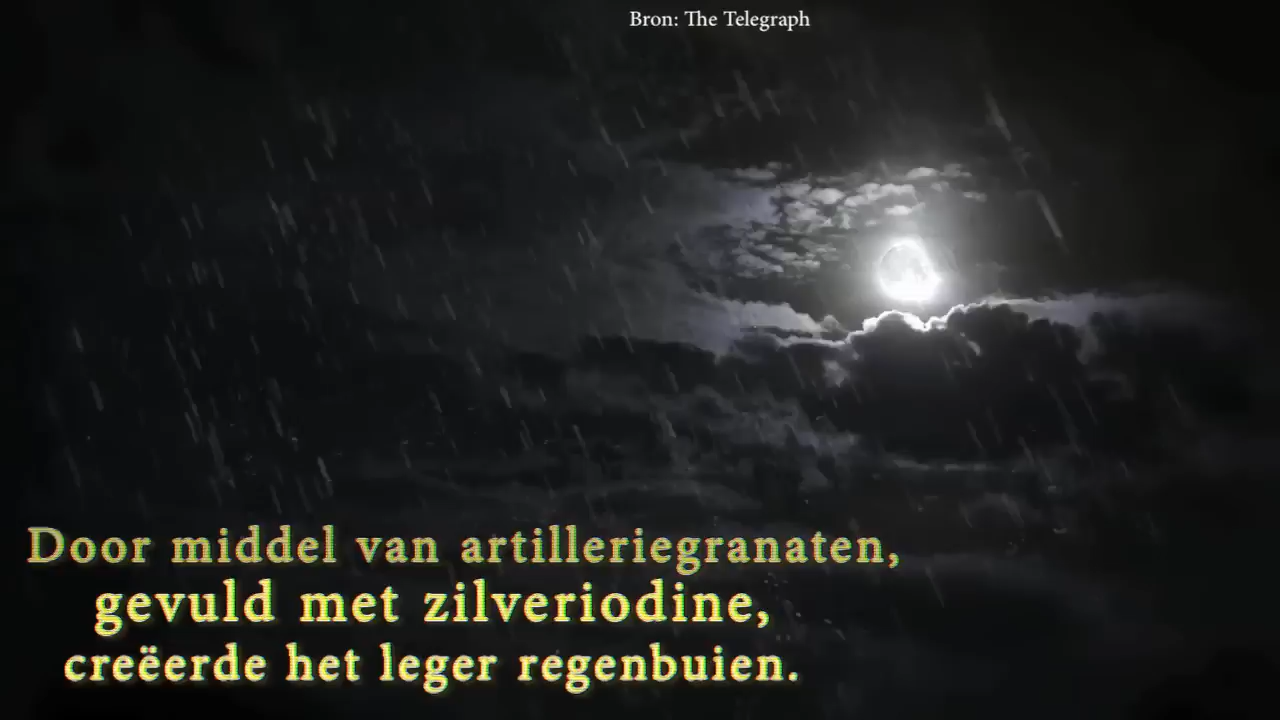 Bron: The Telegraph
Door middel van artilleriegranaten,
gevuld met zilveriodine,
creëerde het leger regenbuien.